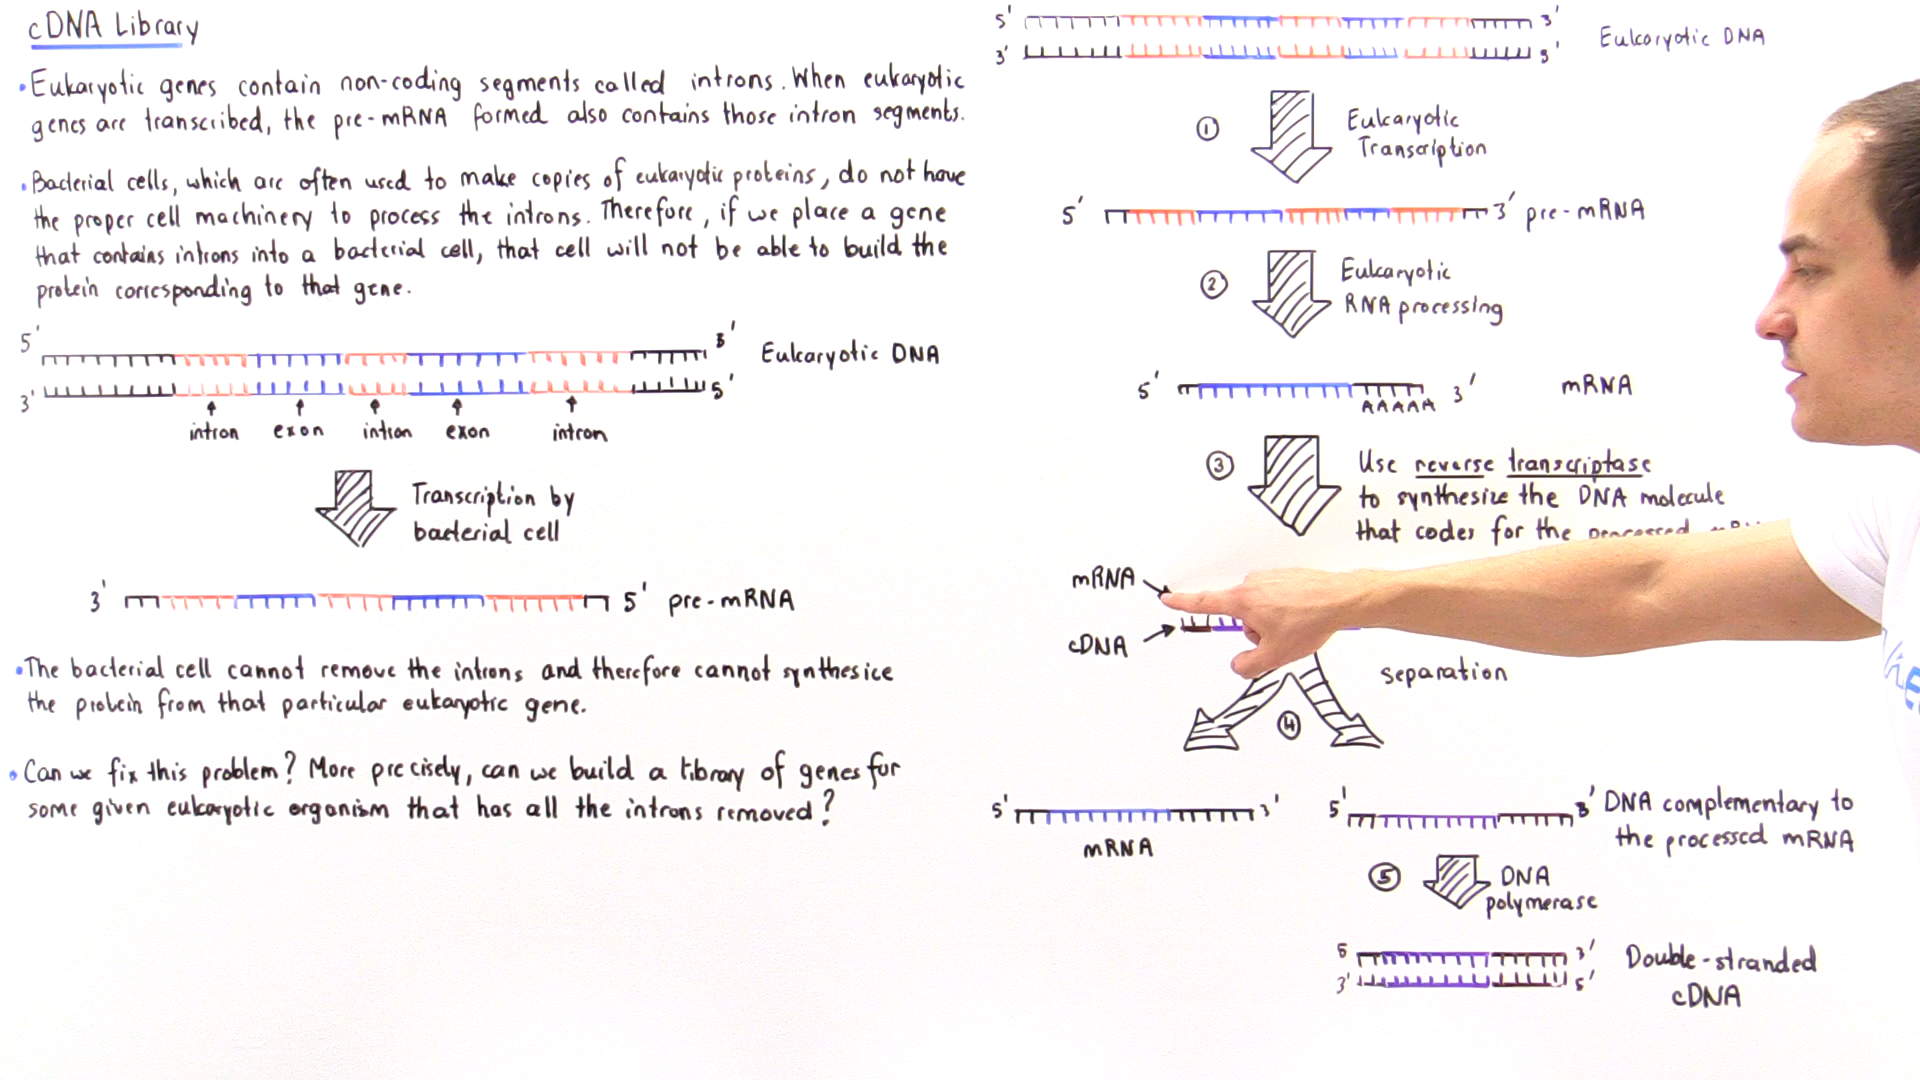 cDNA Library
• Eukaryotic genes contain non-coding segments called introns. When eukaryotic
genes are transcribed, the pre-mRNA formed also contains those intron segments.
• Bacterial cells, which are often used to make copies of eukaryotic proteins, do not have
the proper cell machinery to process the introns. Therefore, if we place a gene
that contains introns into a bacterial cell, that cell will not be able to build the
protein corresponding to that gene.
5' 3' Eukaryotic DNA
3' 5'
intron exon intron exon intron
Transcription by
bacterial cell
3' 5' pre-mRNA
• The bacterial cell cannot remove the introns and therefore cannot synthesice
the protein from that particular eukaryotic gene.
• Can we fix this problem? More precisely, can we build a library of genes for
some given eukaryotic organism that has all the introns removed?
5' 3'
3' 5' Eukaryotic DNA
① Eukaryotic
Transcription
5' 3' pre-mRNA
② Eukaryotic
RNA processing
5' 3' mRNA
AAAAA
③ Use reverse transcriptase
to synthesize the DNA molecule
that codes for the processed
mRNA
cDNA
separation
④
5' 3'
mRNA
5' 3' DNA complementary to
the processed mRNA
⑤ DNA
polymerase
5 3' Double-stranded
3' 5' cDNA